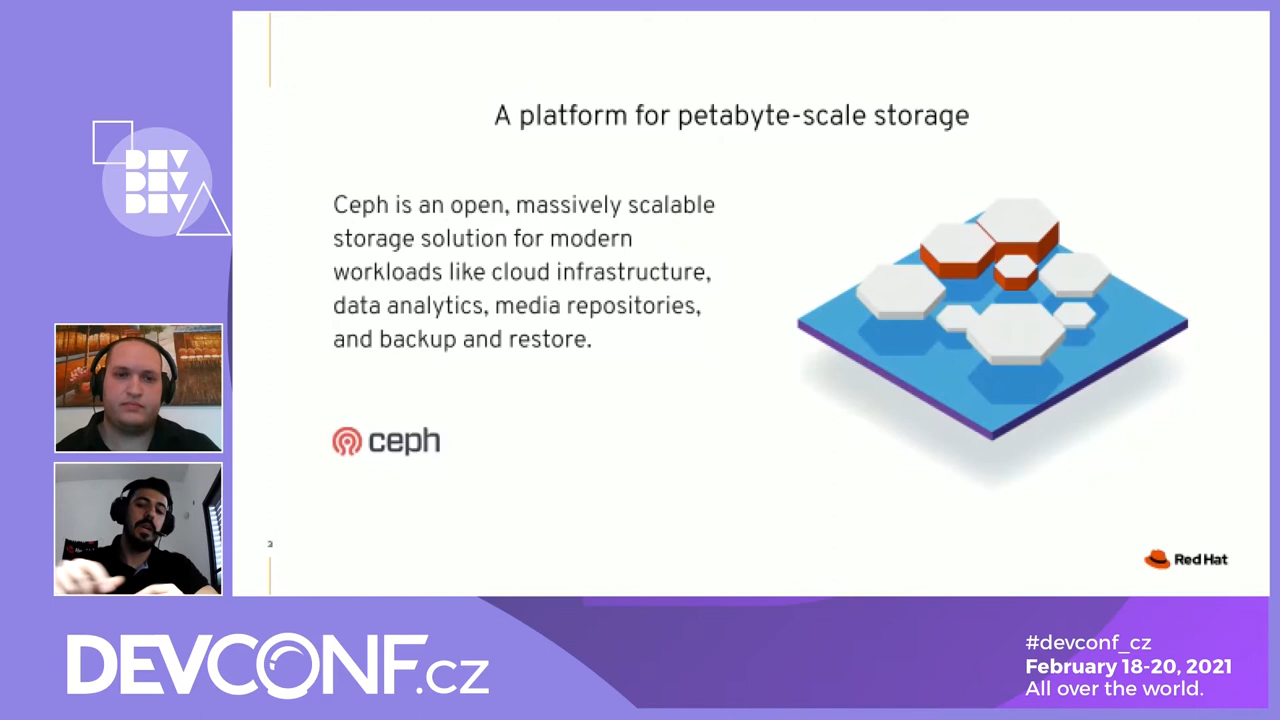 A platform for petabyte-scale storage
DEV
DEV
DEV
Ceph is an open, massively scalable
storage solution for modern
workloads like cloud infrastructure,
data analytics, media repositories,
and backup and restore.
ceph
Red Hat
DEVCONF.cz
#devconf_cz
February 18-20, 2021
All over the world.